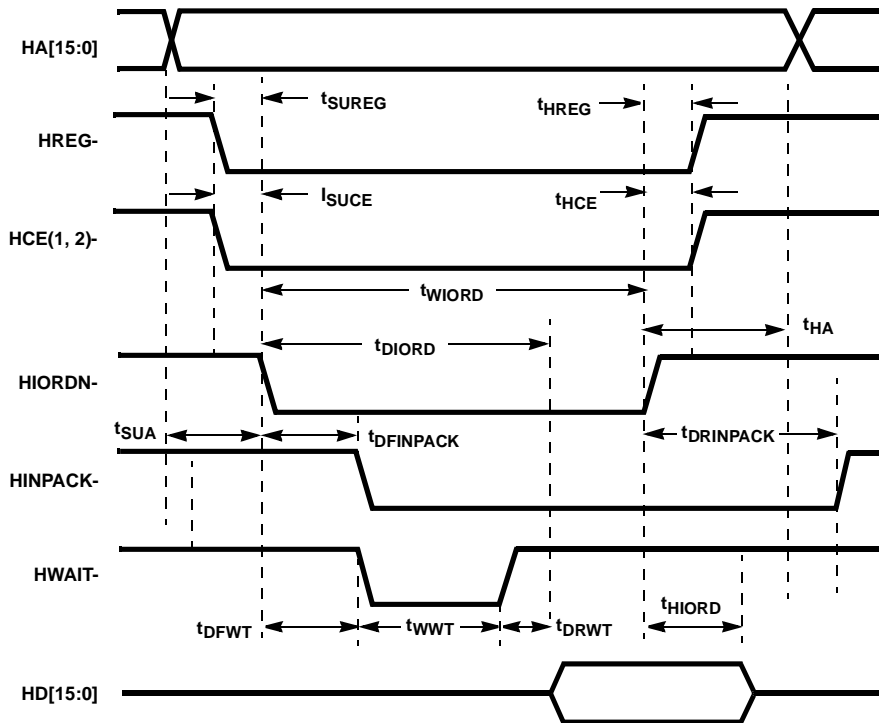 HA[15:0]
tSUREG
tHREG
HREG-
ISUCE
tHCE
HCE(1, 2)-
tWIORD
tHA
tDIORD
HIORDN-
tSUA
tDFINPACK
tDRINPACK
HINPACK-
HWAIT-
tHIORD
tDFWT
tWWT
tDRWT
HD[15:0]